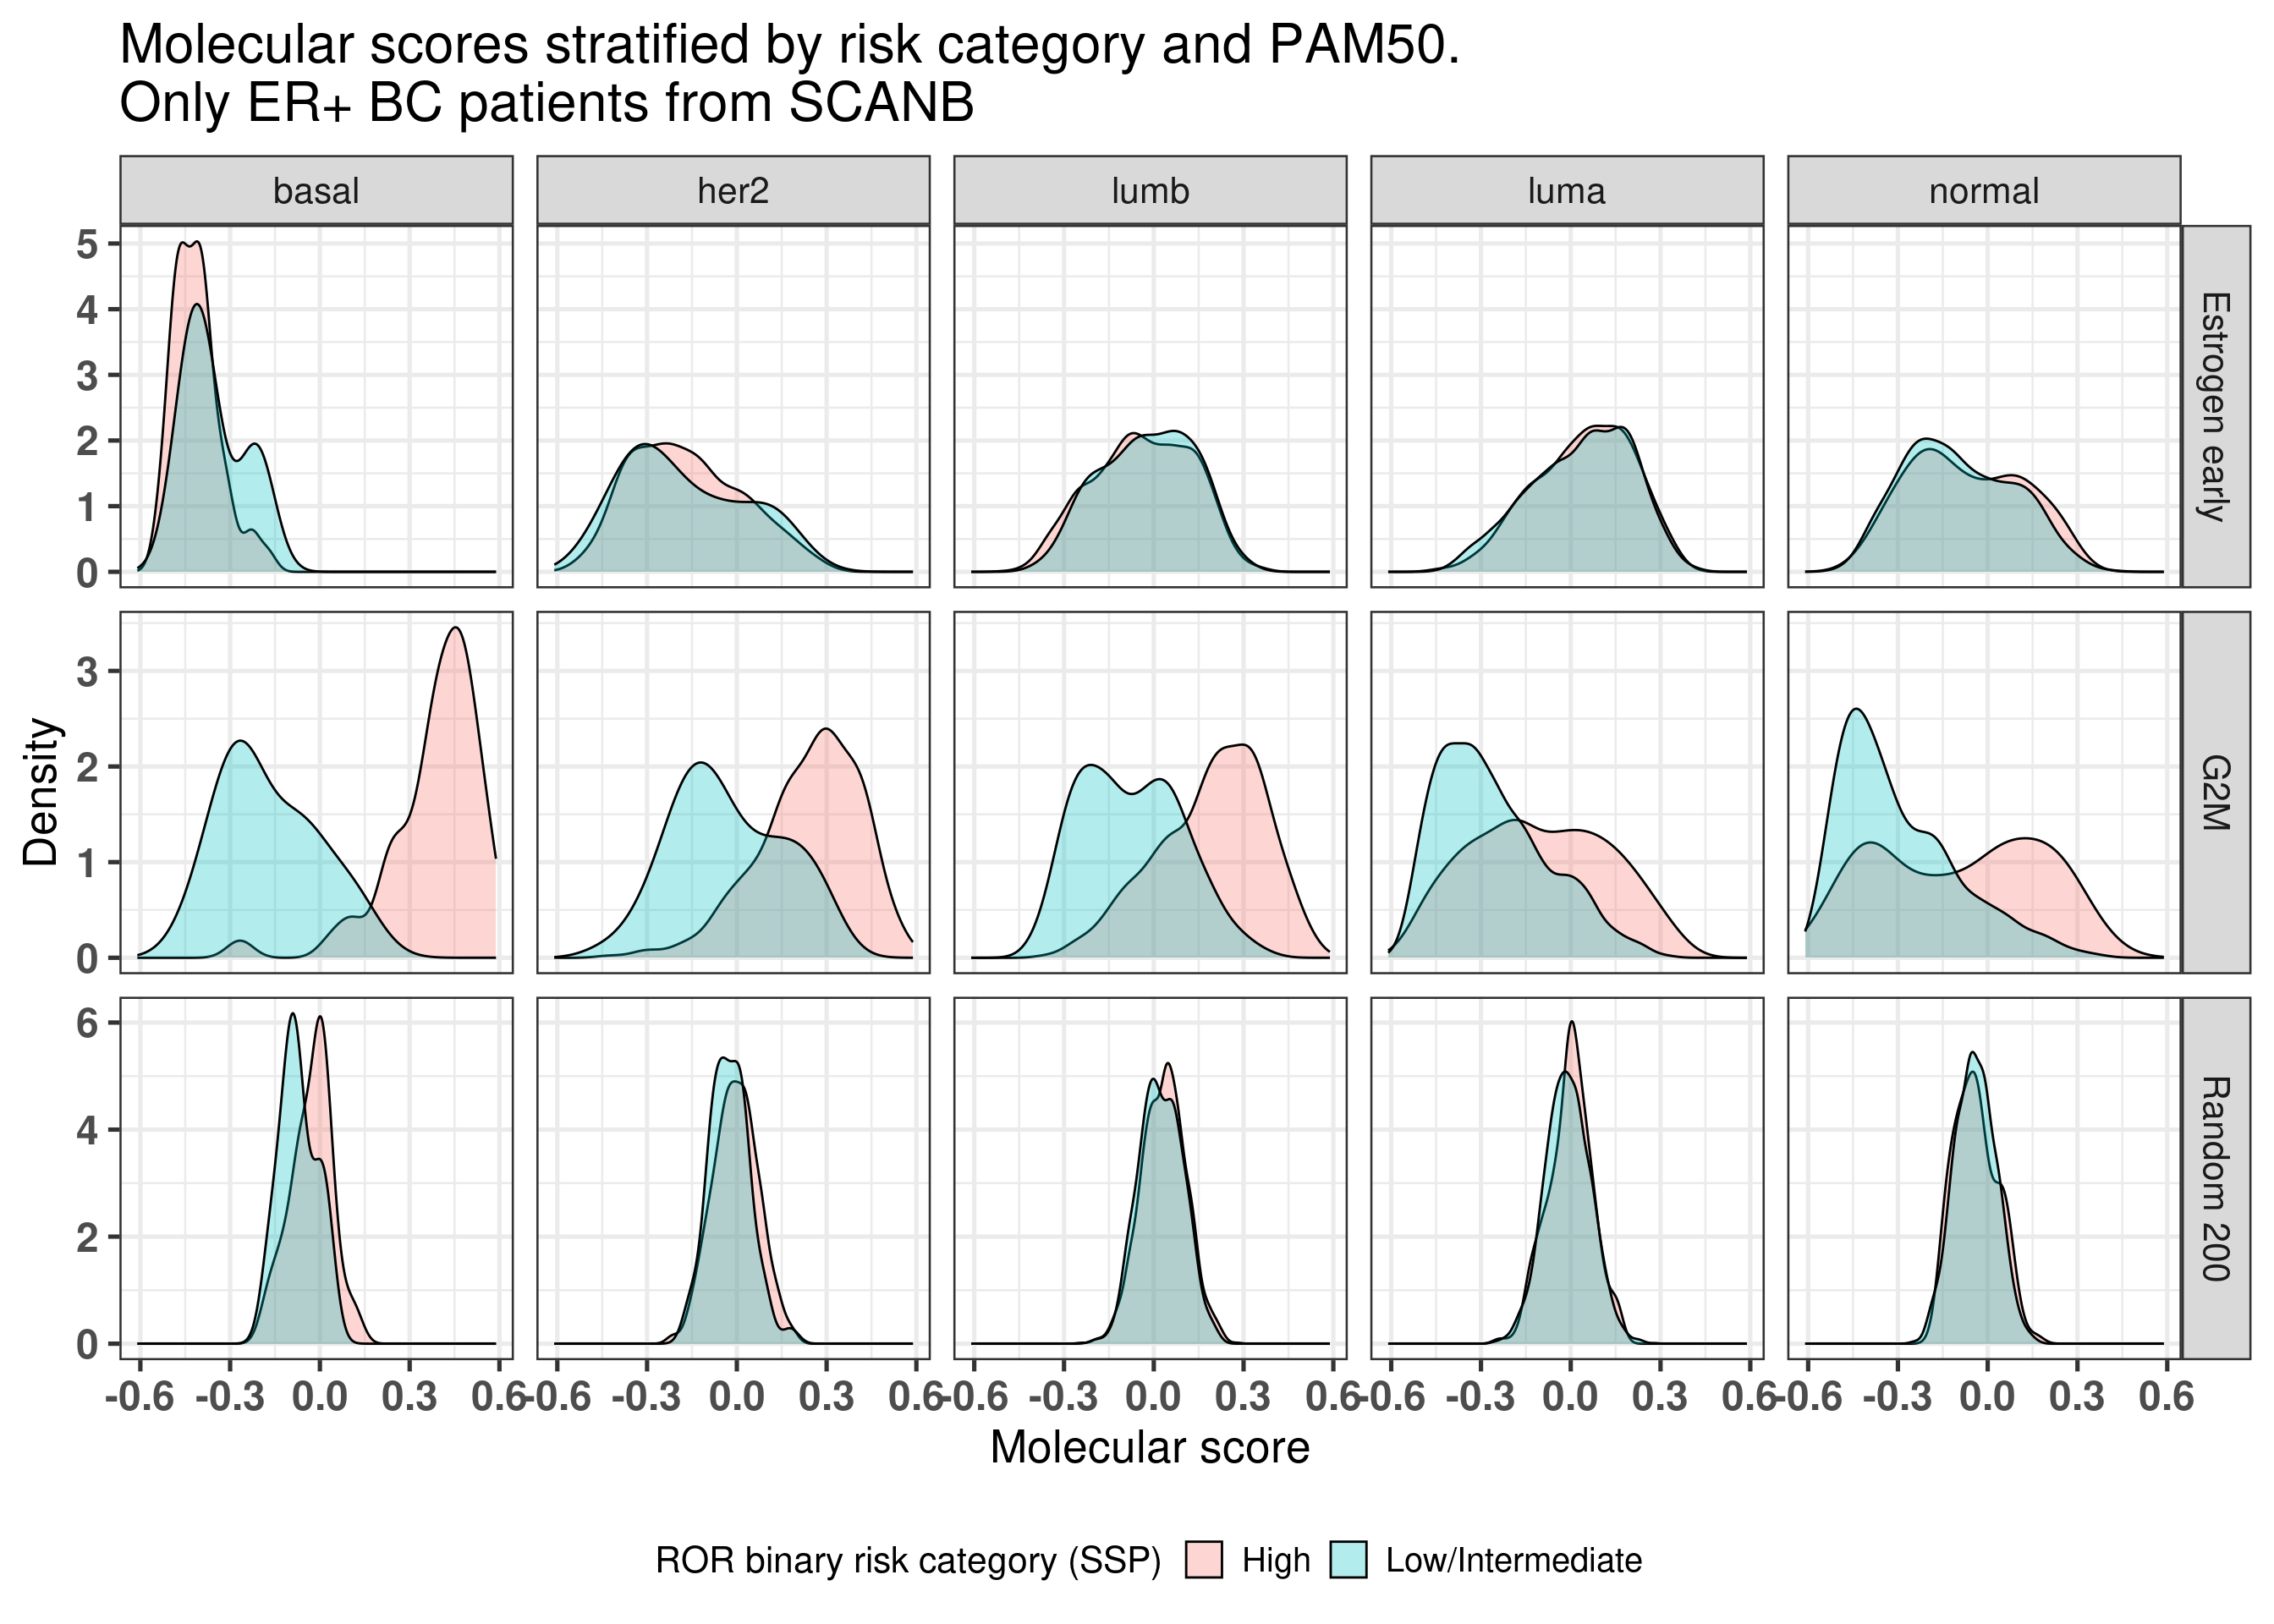 Molecular scores stratified by risk category and PAM50.
Only ER+ BC patients from SCANB
basal
her2
lumb
luma
normal
5
4
3
2
1
0
Estrogen early
3
2
1
0
G2M
6
4
2
0
Random 200
Density
-0.6 -0.3 0.0 0.3 0.6
-0.6 -0.3 0.0 0.3 0.6
-0.6 -0.3 0.0 0.3 0.6
-0.6 -0.3 0.0 0.3 0.6
-0.6 -0.3 0.0 0.3 0.6
Molecular score
ROR binary risk category (SSP) High Low/Intermediate